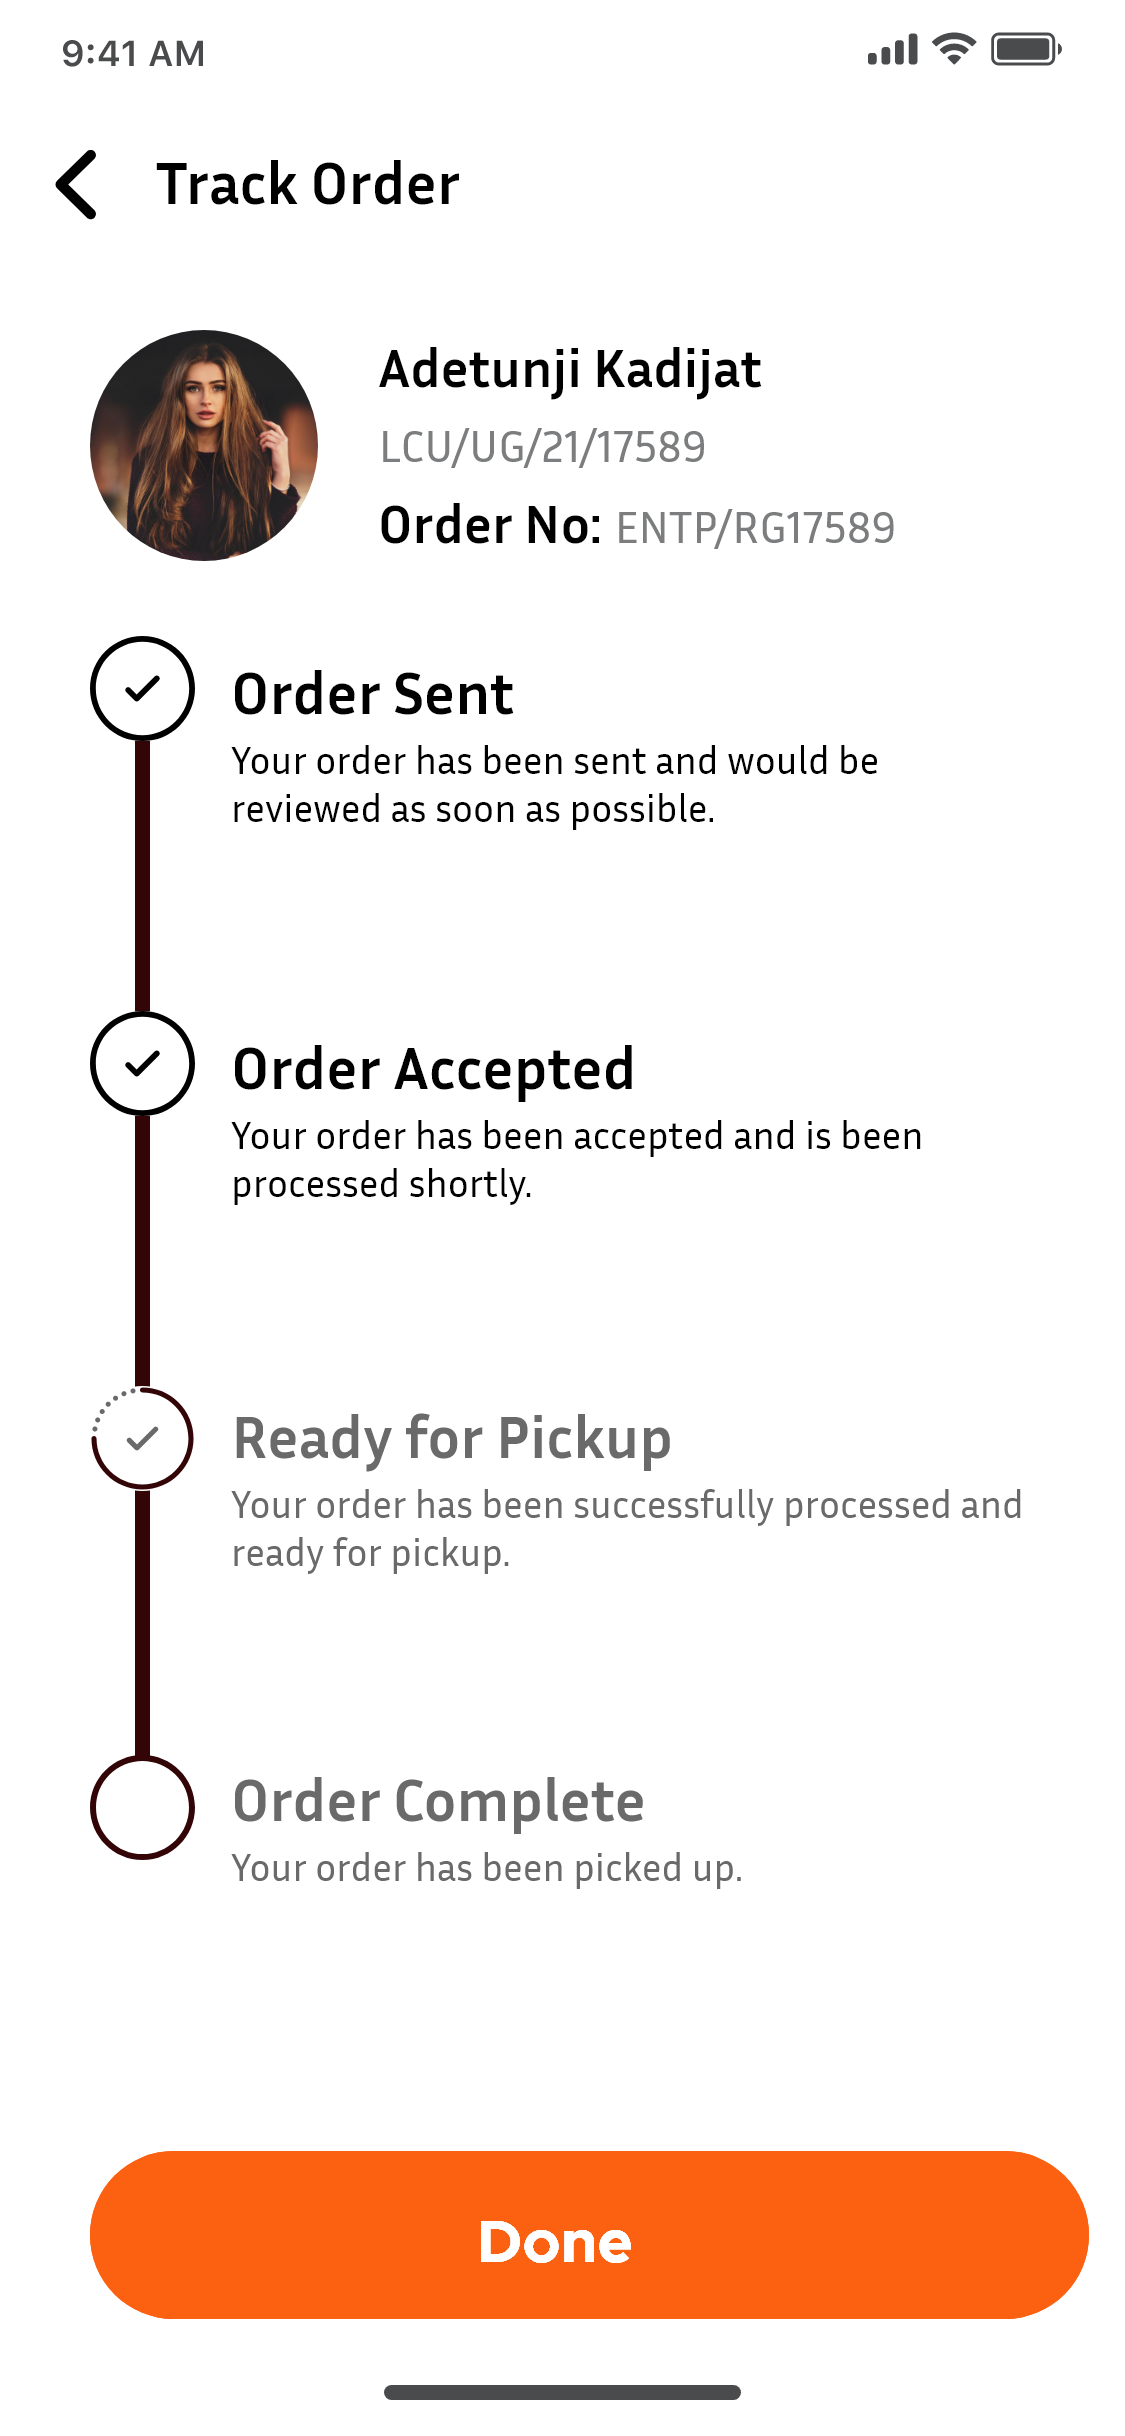 9:41 AM
Track Order
Adetunji Kadijat
LCU/UG/21/17589
Order No: ENTP/RG17589
Order Sent
Your order has been sent and would be
reviewed as soon as possible.
Order Accepted
Your order has been accepted and is been
processed shortly.
Ready for Pickup
Your order has been successfully processed and
ready for pickup.
Order Complete
Your order has been picked up.
Done